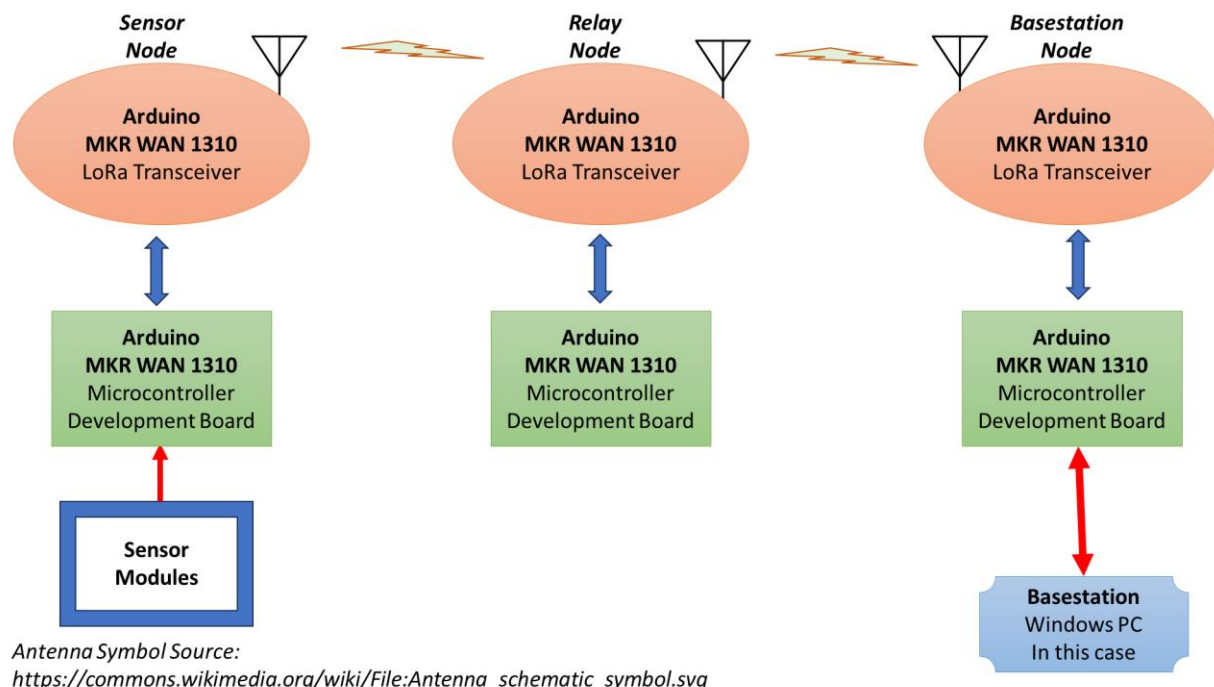 Sensor
Node
Relay
Node
Basestation
Node
Arduino
MKR WAN 1310
LoRa Transceiver
Arduino
MKR WAN 1310
LoRa Transceiver
Arduino
MKR WAN 1310
LoRa Transceiver
Arduino
MKR WAN 1310
Microcontroller
Development Board
Arduino
MKR WAN 1310
Microcontroller
Development Board
Arduino
MKR WAN 1310
Microcontroller
Development Board
Sensor
Modules
Basestation
Windows PC
In this case
Antenna Symbol Source:
https://commons.wikimedia.org/wiki/File:Antenna_schematic_symbol.svg